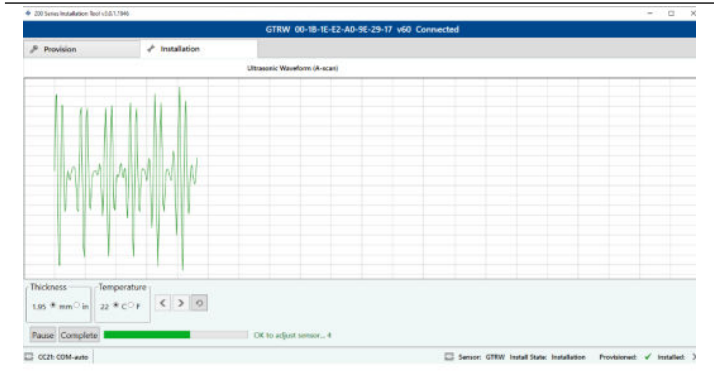 200 Series Installation Tool v3.0.1.1946
GTRW 00-1B-1E-E2-A0-9E-29-17 v60 Connected
Provision
Installation
Ultrasonic Waveform (A-scan)
Thickness
Temperature
1.85 mm in
22 C F
Pause
Complete
OK to adjust sensor... 4
CC21: COM-auto
Sensor: GTRW Install State: Installation Provisioned: ✓ Installed: